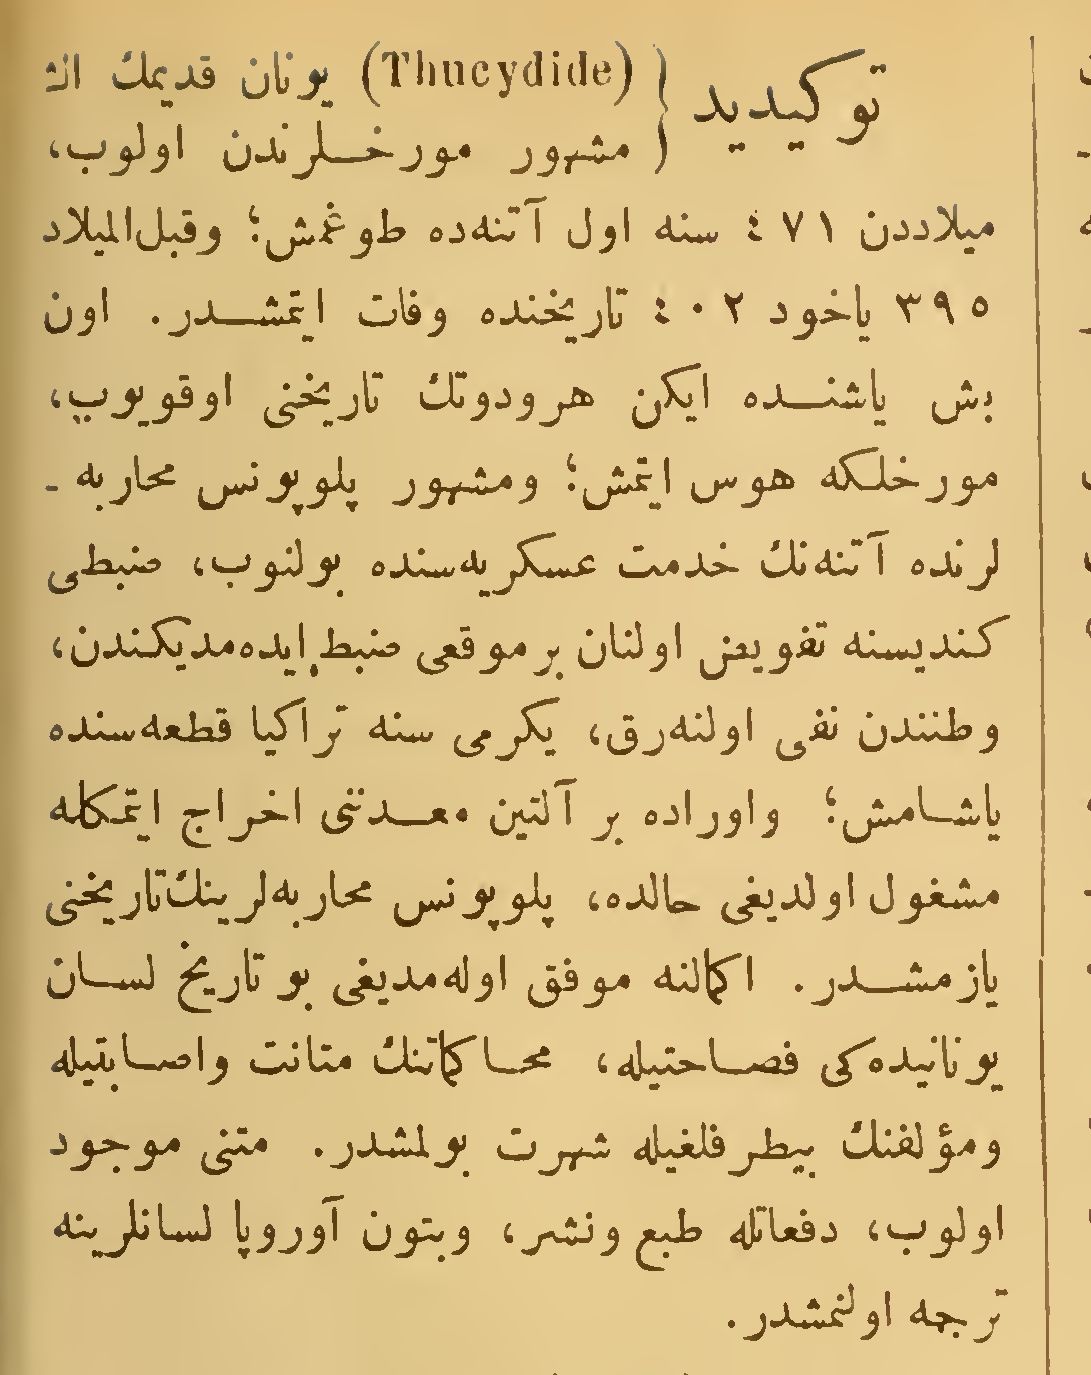 توكيديد { (Thucydide) يونان قديمك اڭ
مشهور مورخلرندن اولوب،
ميلاددن ٤٧١ سنه اول آتنه‌ده طوغمش؛ وقبل‌الميلاد
٣٩٥ ياخود ٤٠٢ تاريخنده وفات ايتمشدر. اون
بش ياشنده ايكن هرودوتك تاريخنى اوقويوب،
مورخلكه هوس ايتمش؛ ومشهور پلوپونس محاربه-
لرنده آتنه‌نك خدمت عسكريه‌سنده بولنوب، ضبطى
كنديسنه تفويض اولنان بر موقعى ضبط ايده‌مديكندن،
وطنندن نفى اولنه‌رق، يكرمى سنه تراكيا قطعه‌سنده
ياشامش؛ واوراده بر آلتين معدننى اخراج ايتمكله
مشغول اولديغى حالده، پلوپونس محاربه‌لرينك تاريخنى
يازمشدر. اكمالنه موفق اوله‌مديغى بو تاريخ لسان
يونانيده‌كى فصاحتيله، محاكماتنك متانت واصابتيله
ومؤلفنك بيطرفلغيله شهرت بولمشدر. متنى موجود
اولوب، دفعاتله طبع ونشر، وبتون آوروپا لسانلرينه
ترجمه اولنمشدر.